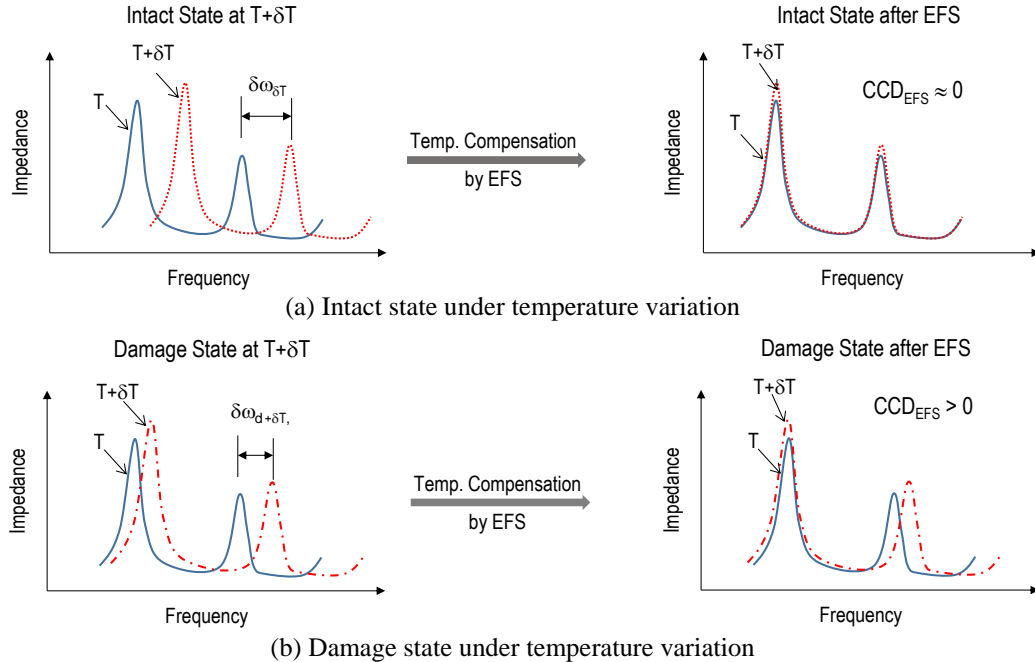 Intact State at T+δT
Intact State after EFS
T+δT
T
δω_δT
Impedance
Frequency
Temp. Compensation
by EFS
T+δT
T
CCD_EFS ≈ 0
Impedance
Frequency
(a) Intact state under temperature variation
Damage State at T+δT
Damage State after EFS
T+δT
T
δω_d+δT,
Impedance
Frequency
Temp. Compensation
by EFS
T+δT
T
CCD_EFS > 0
Impedance
Frequency
(b) Damage state under temperature variation